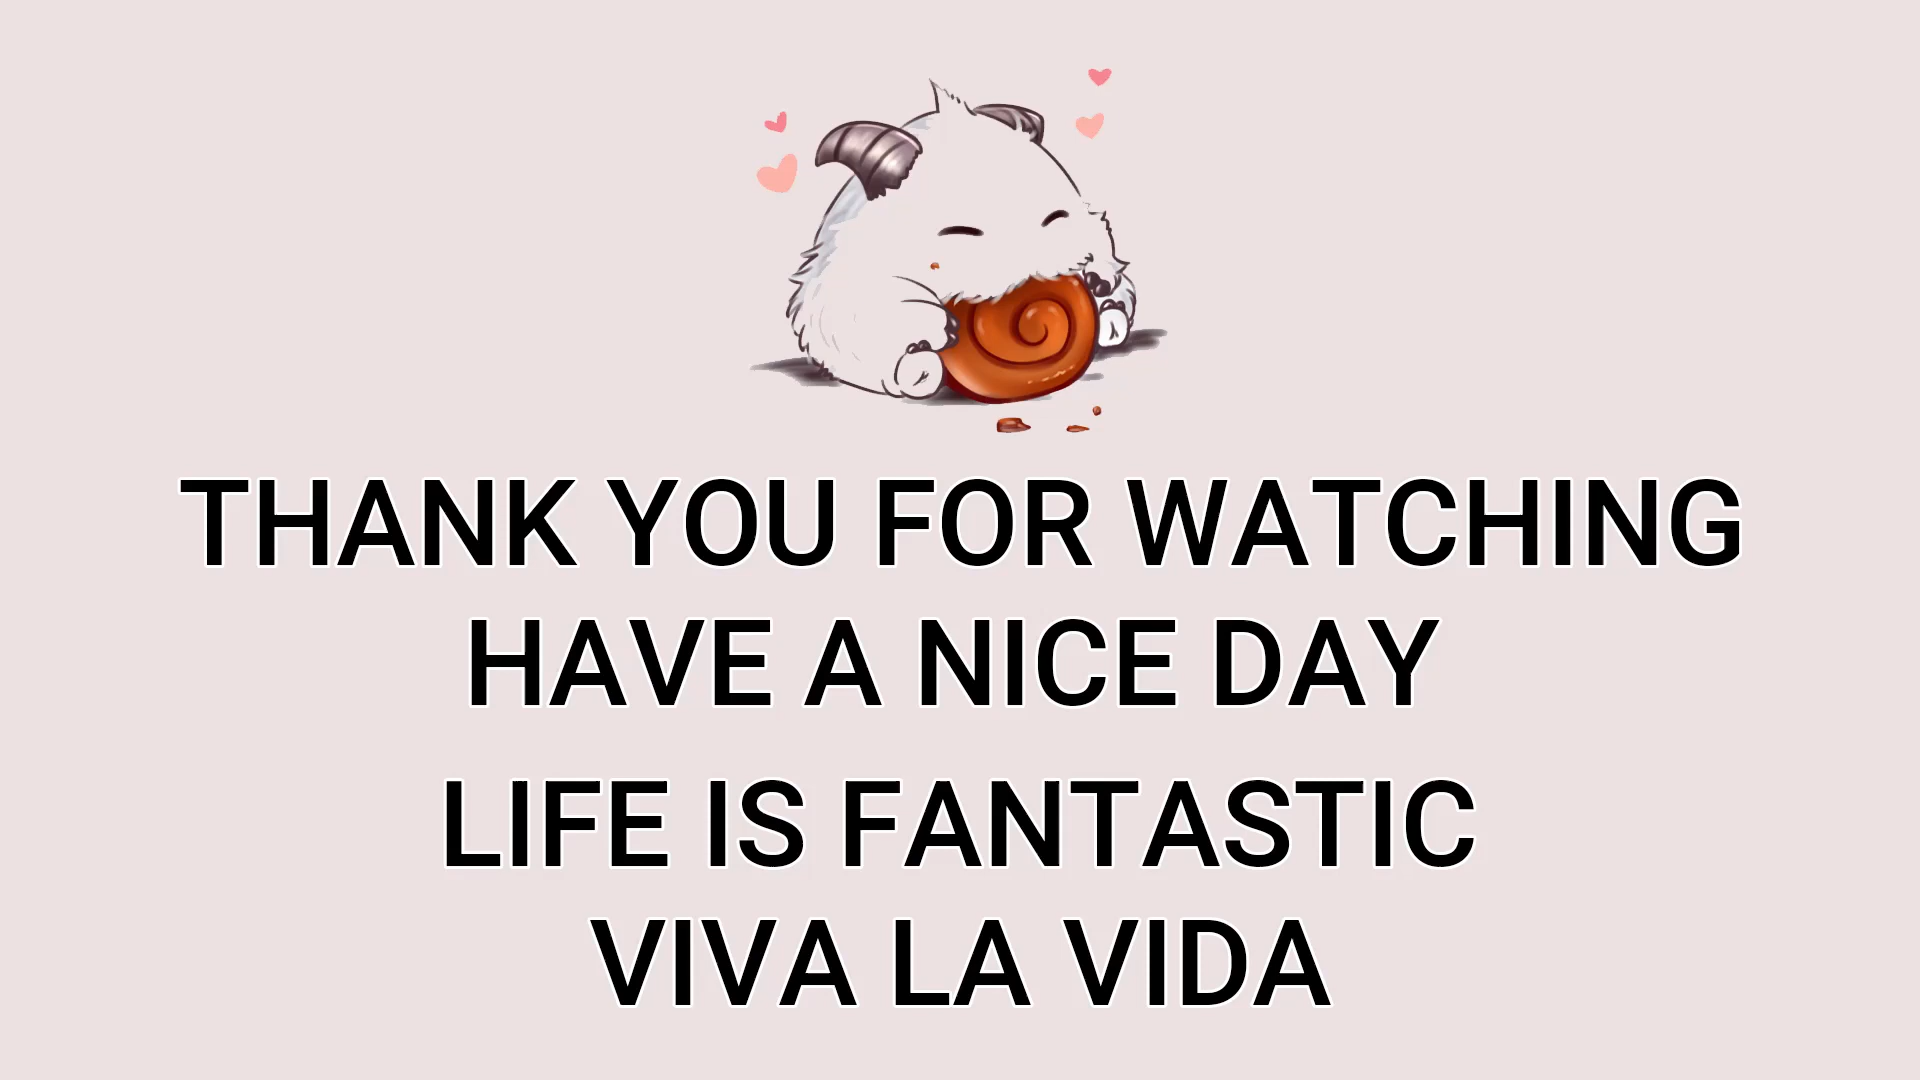 THANK YOU FOR WATCHING
HAVE A NICE DAY
LIFE IS FANTASTIC
VIVA LA VIDA